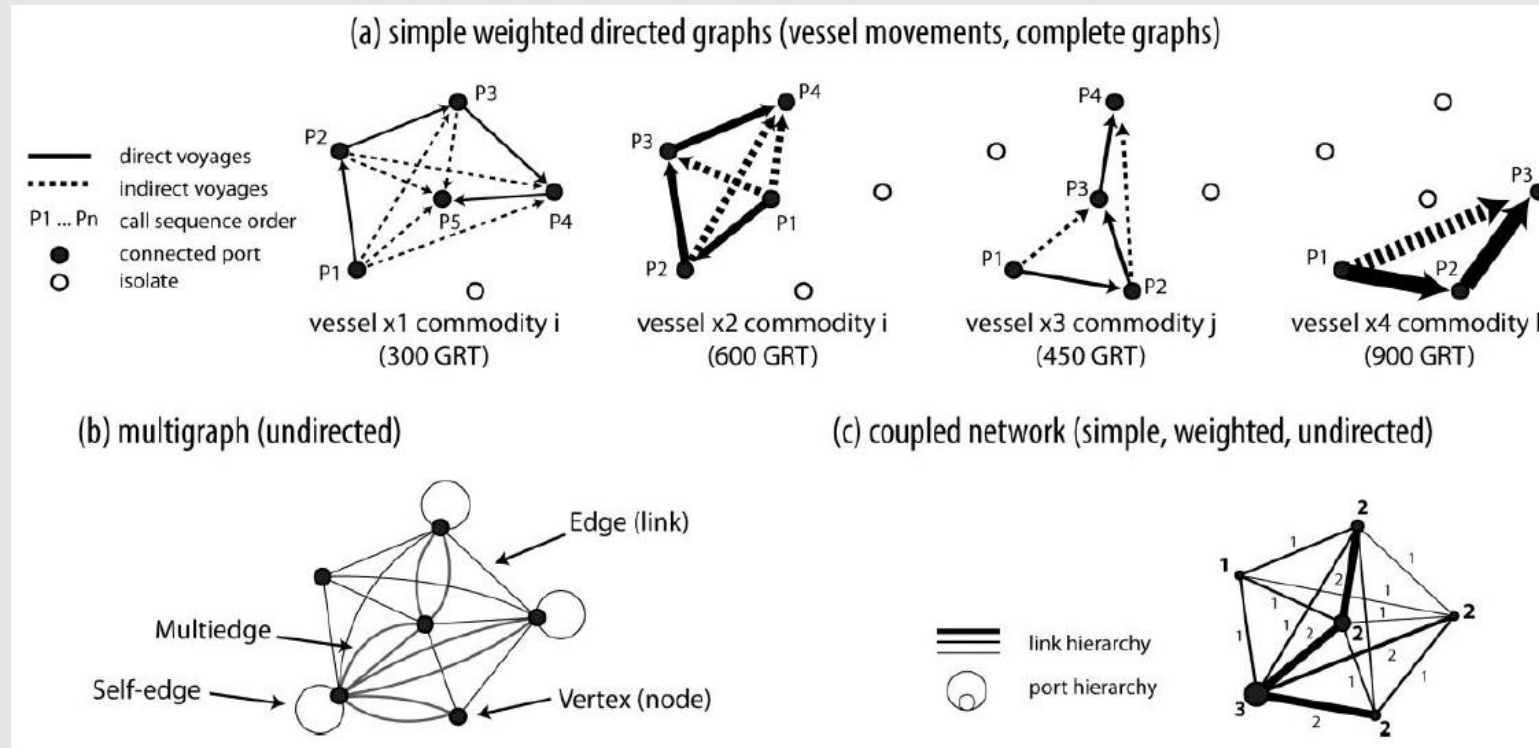 (a) simple weighted directed graphs (vessel movements, complete graphs)
direct voyages
indirect voyages
P1 ... Pn call sequence order
connected port
isolate
P3
P2
P5
P4
P1
vessel x1 commodity i
(300 GRT)
P4
P3
P1
P2
vessel x2 commodity i
(600 GRT)
P4
P3
P1
P2
vessel x3 commodity j
(450 GRT)
P3
P1
P2
vessel x4 commodity
(900 GRT)
(b) multigraph (undirected)
Edge (link)
Multiedge
Self-edge
Vertex (node)
(c) coupled network (simple, weighted, undirected)
link hierarchy
port hierarchy
2
1
1
1
2
1
1
1
2
1
1
2
2
2
1
1
3
2
2